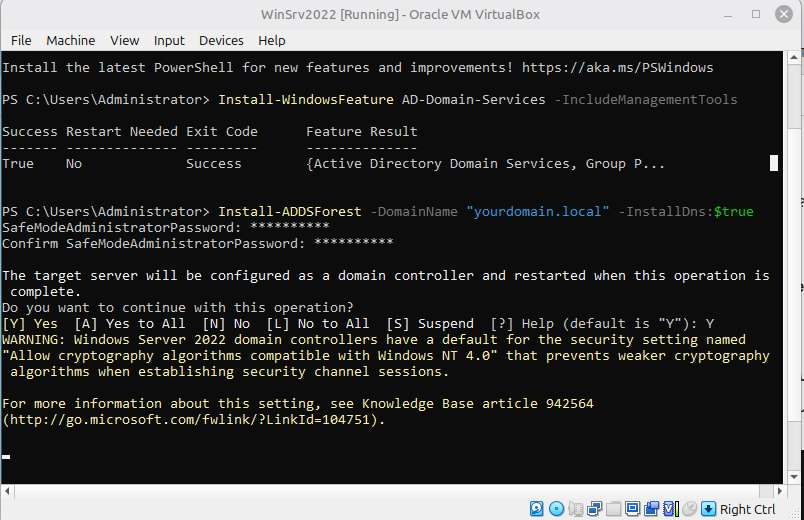 WinSrv2022 [Running] - Oracle VM VirtualBox
File Machine View Input Devices Help
Install the latest PowerShell for new features and improvements! https://aka.ms/PSWindows
PS C:\Users\Administrator> Install-WindowsFeature AD-Domain-Services -IncludeManagementTools
Success Restart Needed Exit Code      Feature Result
------- -------------- ---------      --------------
True    No             Success        {Active Directory Domain Services, Group P...
PS C:\Users\Administrator> Install-ADDSForest -DomainName "yourdomain.local" -InstallDns:$true
SafeModeAdministratorPassword: **********
Confirm SafeModeAdministratorPassword: **********
The target server will be configured as a domain controller and restarted when this operation is
complete.
Do you want to continue with this operation?
[Y] Yes  [A] Yes to All  [N] No  [L] No to All  [S] Suspend  [?] Help (default is "Y"): Y
WARNING: Windows Server 2022 domain controllers have a default for the security setting named
"Allow cryptography algorithms compatible with Windows NT 4.0" that prevents weaker cryptography
algorithms when establishing security channel sessions.
For more information about this setting, see Knowledge Base article 942564
(http://go.microsoft.com/fwlink/?LinkId=104751).
Right Ctrl